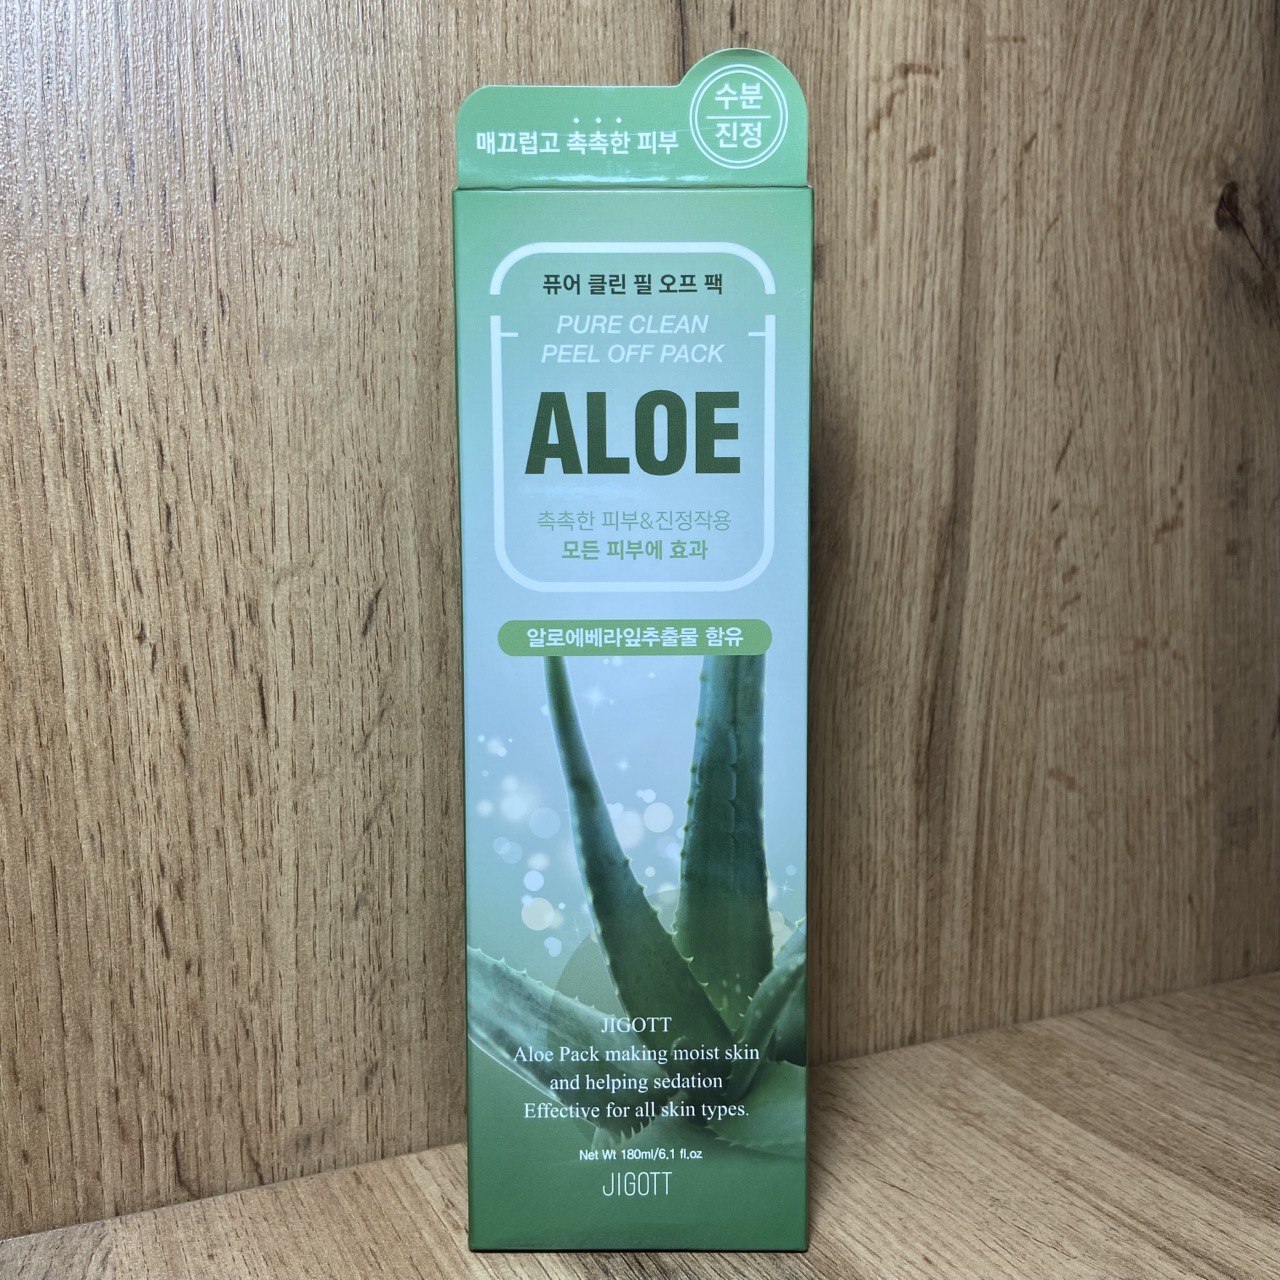 수분
진정
매끄럽고 촉촉한 피부
퓨어 클린 필 오프 팩
PURE CLEAN
PEEL OFF PACK
ALOE
촉촉한 피부&진정작용
모든 피부에 효과
알로에베라잎추출물 함유
JIGOTT
Aloe Pack making moist skin
and helping sedation
Effective for all skin types.
Net Wt 180ml/6.1 fl.oz
JIGOTT